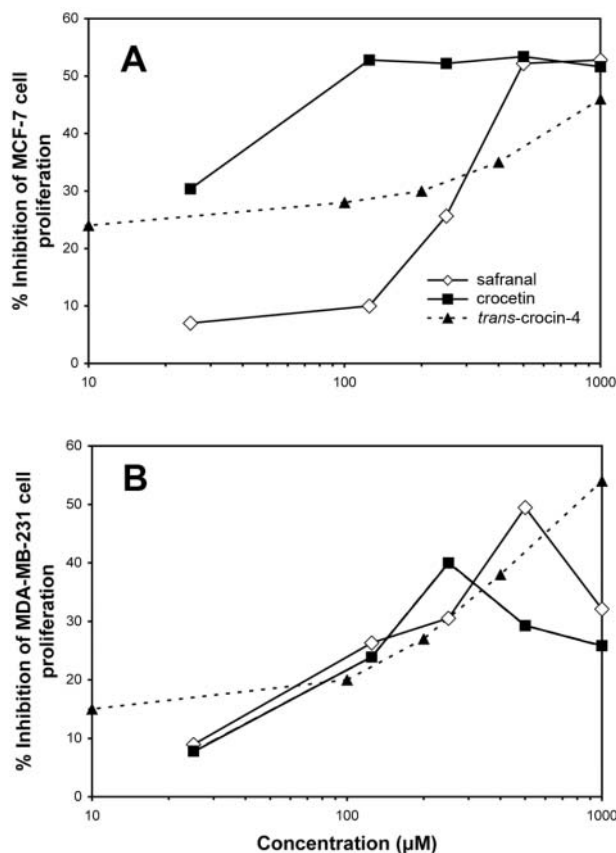 60
50
40
30
20
10
0
% Inhibition of MCF-7 cell
proliferation
A
safranal
crocetin
trans-crocin-4
10
100
1000
60
50
40
30
20
10
0
% Inhibition of MDA-MB-231 cell
proliferation
B
10
100
1000
Concentration (µM)